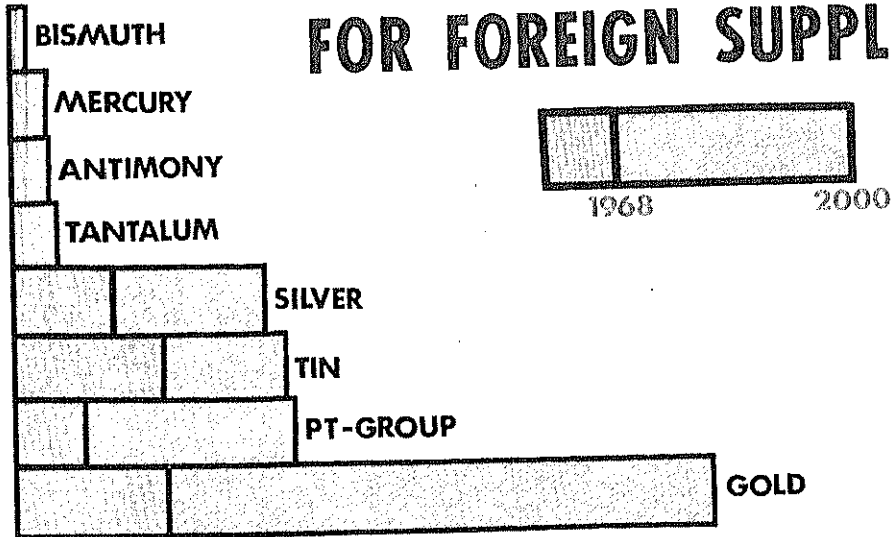 FOR FOREIGN SUPPL
BISMUTH
MERCURY
ANTIMONY
TANTALUM
SILVER
TIN
PT-GROUP
GOLD
1968 2000